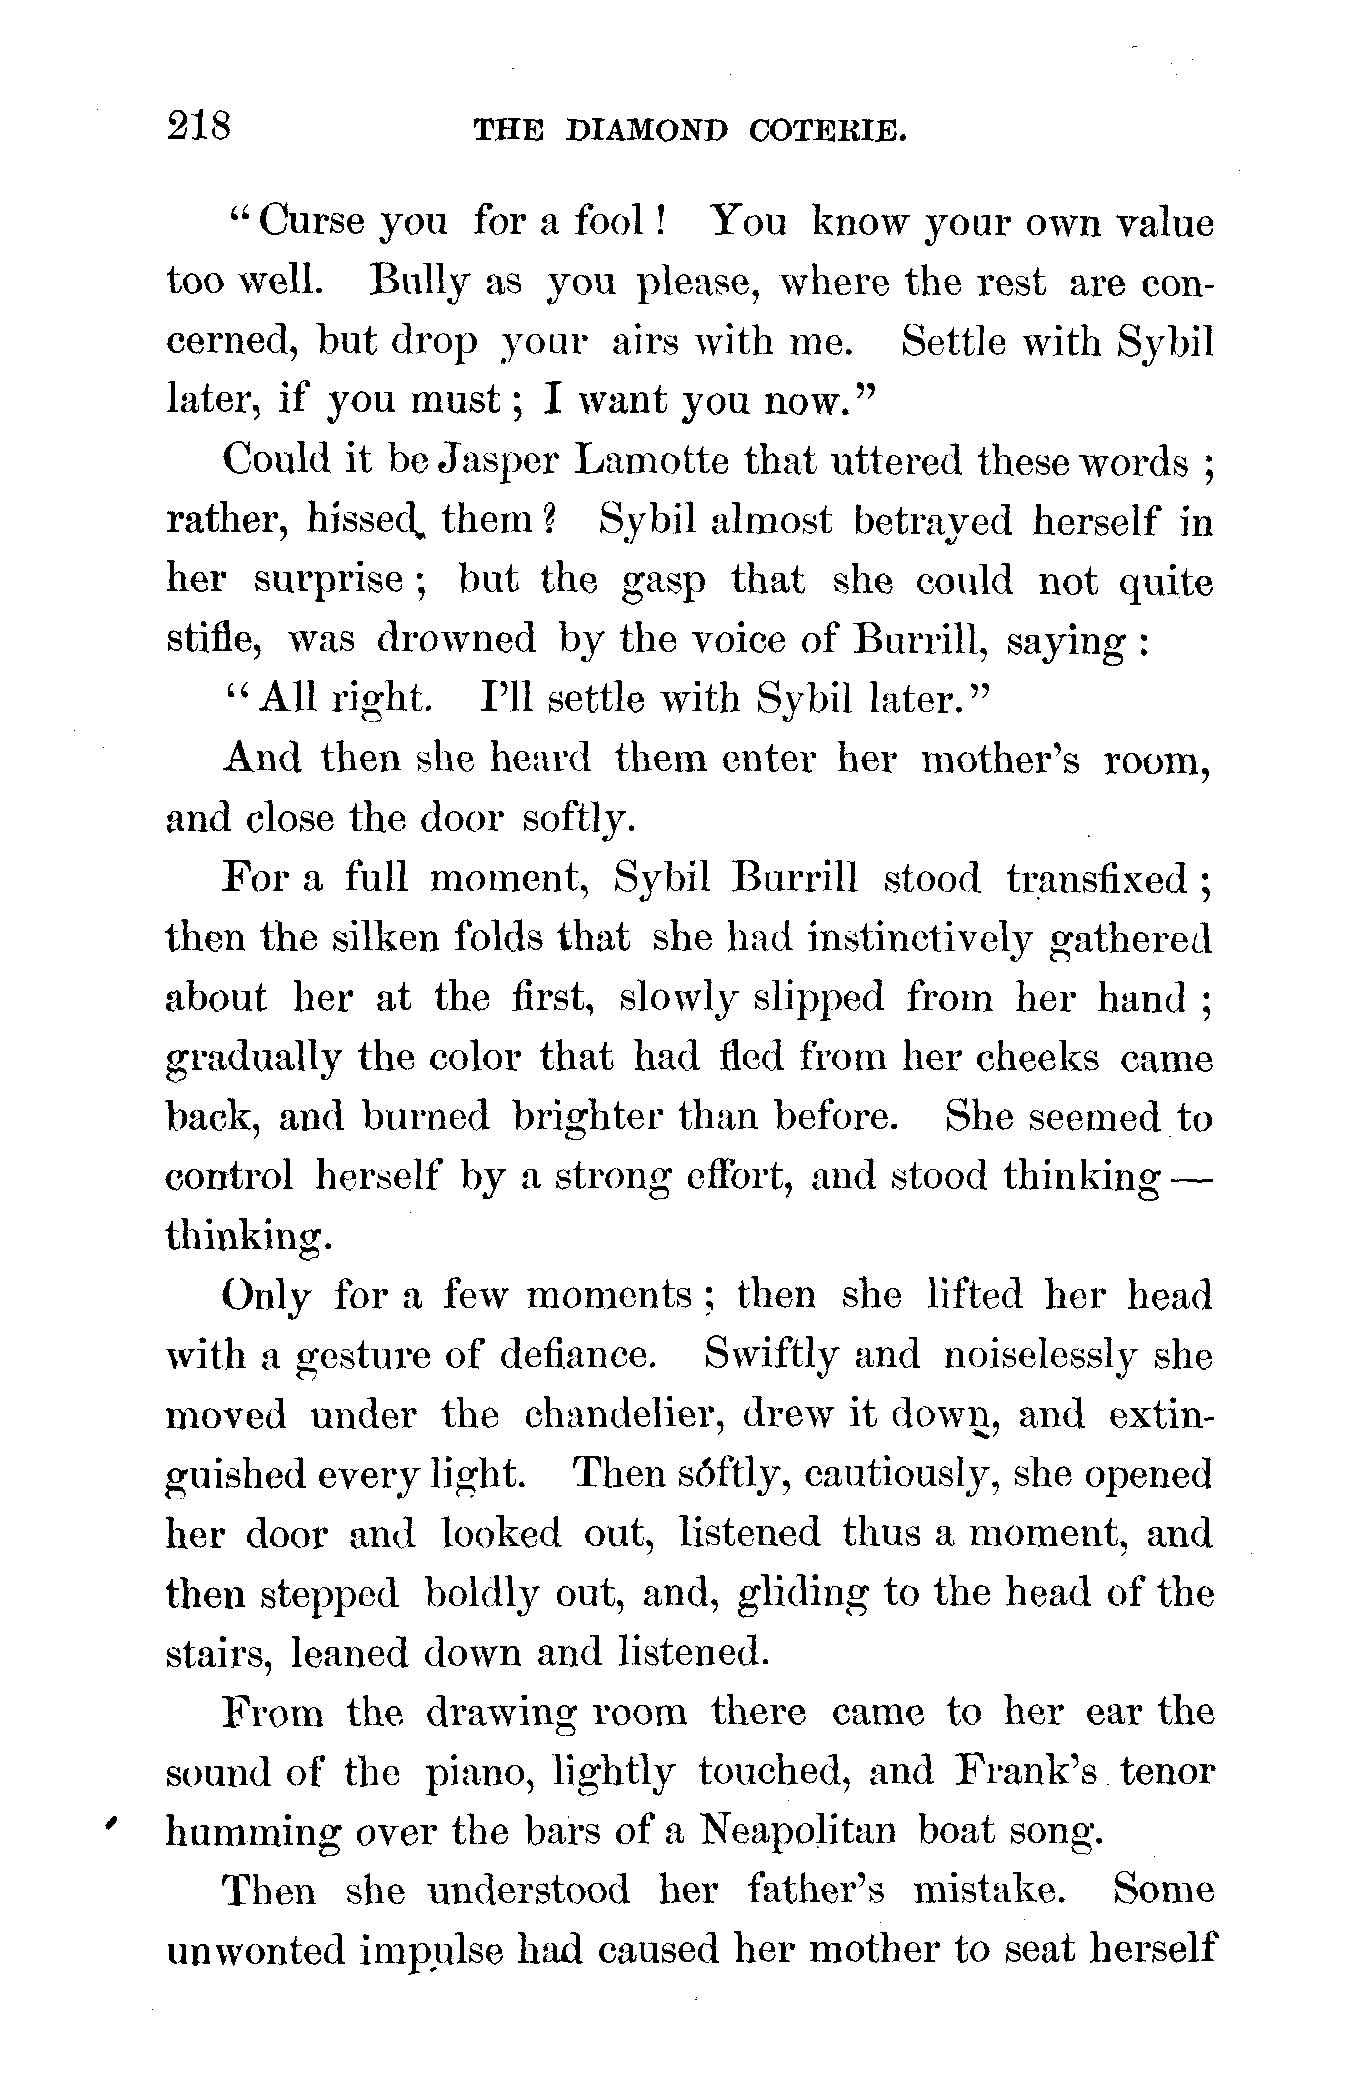 218 THE DIAMOND COTERIE.
“Curse you for a fool! You know your own value
too well. Bully as you please, where the rest are con-
cerned, but drop your airs with me. Settle with Sybil
later, if you must; I want you now.”
Could it be Jasper Lamotte that uttered these words;
rather, hissed them? Sybil almost betrayed herself in
her surprise; but the gasp that she could not quite
stifle, was drowned by the voice of Burrill, saying:
“All right. I’ll settle with Sybil later.”
And then she heard them enter her mother’s room,
and close the door softly.
For a full moment, Sybil Burrill stood transfixed;
then the silken folds that she had instinctively gathered
about her at the first, slowly slipped from her hand;
gradually the color that had fled from her cheeks came
back, and burned brighter than before. She seemed to
control herself by a strong effort, and stood thinking—
thinking.
Only for a few moments; then she lifted her head
with a gesture of defiance. Swiftly and noiselessly she
moved under the chandelier, drew it down, and extin-
guished every light. Then softly, cautiously, she opened
her door and looked out, listened thus a moment, and
then stepped boldly out, and, gliding to the head of the
stairs, leaned down and listened.
From the drawing room there came to her ear the
sound of the piano, lightly touched, and Frank’s tenor
humming over the bars of a Neapolitan boat song.
Then she understood her father’s mistake. Some
unwonted impulse had caused her mother to seat herself